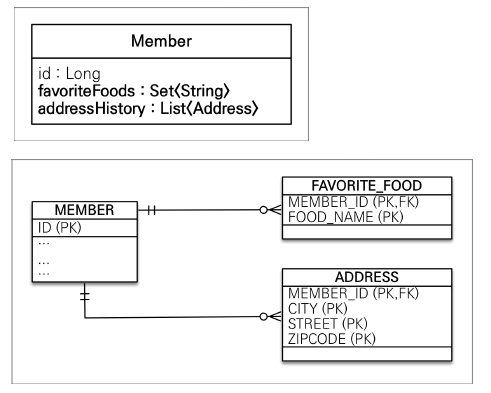 Member
id : Long
favoriteFoods : Set<String>
addressHistory : List<Address>
FAVORITE_FOOD
MEMBER_ID (PK,FK)
FOOD_NAME (PK)
MEMBER
ID (PK)
...
...
...
ADDRESS
MEMBER_ID (PK,FK)
CITY (PK)
STREET (PK)
ZIPCODE (PK)